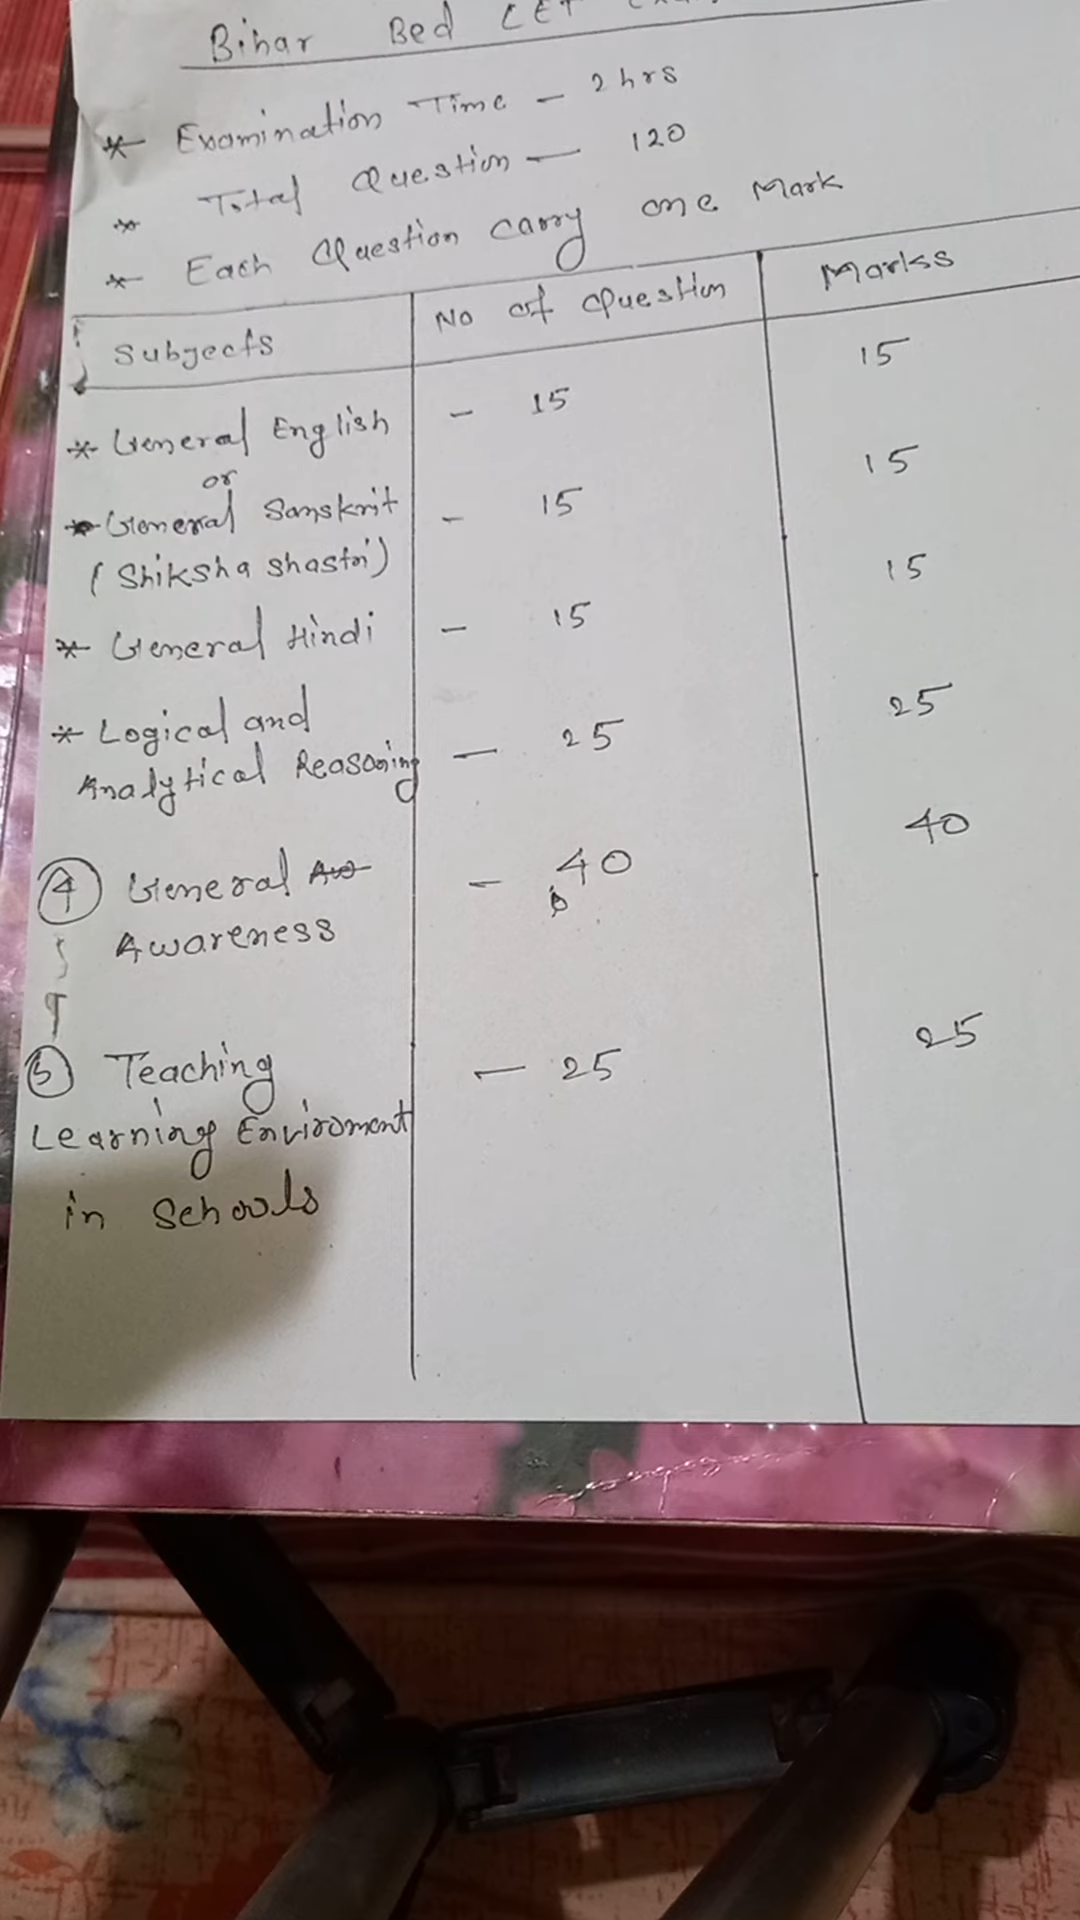 Bihar Bed CET
* Examination Time - 2 hrs
* Total Question - 120
* Each Question carry one Mark
Subjects No of Question Marks
* General English - 15 15
or
* General Sanskrit - 15 15
(Shiksha shastri)
* General Hindi - 15 15
* Logical and
Analytical Reasoning - 25 25
4 General
Awareness - 40 40
5 Teaching - 25 25
Learning Enviroment
in Schools